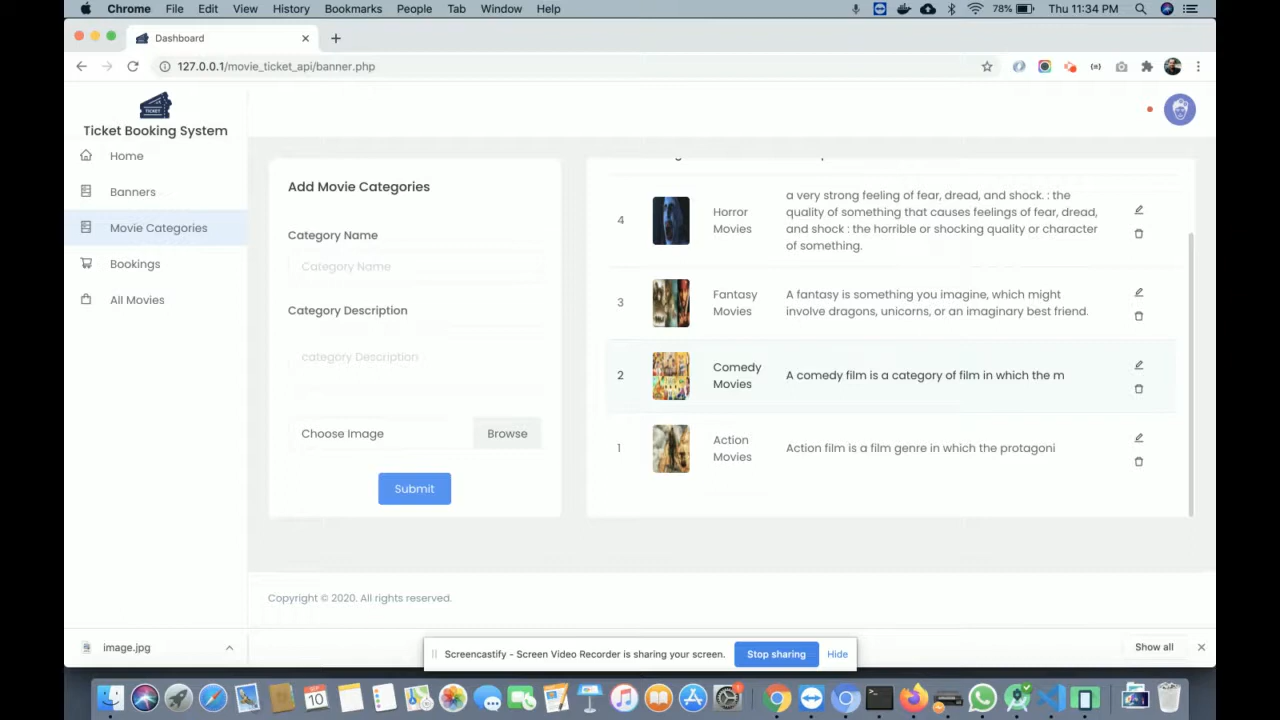 Chrome File Edit View History Bookmarks People Tab Window Help 78% Thu 11:34 PM
Dashboard
127.0.0.1/movie_ticket_api/banner.php
TICKET
Ticket Booking System
Home
Banners
Movie Categories
Bookings
All Movies
Add Movie Categories
Category Name
Category Name
Category Description
category Description
Choose Image Browse
Submit
4 Horror Movies a very strong feeling of fear, dread, and shock. : the
quality of something that causes feelings of fear, dread,
and shock : the horrible or shocking quality or character
of something.
3 Fantasy Movies A fantasy is something you imagine, which might
involve dragons, unicorns, or an imaginary best friend.
2 Comedy Movies A comedy film is a category of film in which the m
1 Action Movies Action film is a film genre in which the protagoni
Copyright © 2020. All rights reserved.
image.jpg
Screencastify - Screen Video Recorder is sharing your screen. Stop sharing Hide
Show all
SEP
10